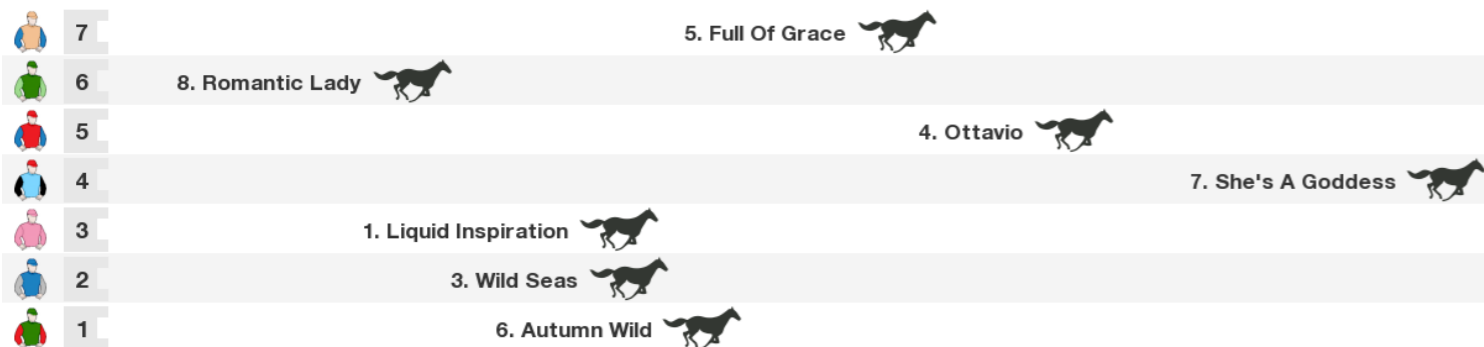 7 5. Full Of Grace
6 8. Romantic Lady
5 4. Ottavio
4 7. She's A Goddess
3 1. Liquid Inspiration
2 3. Wild Seas
1 6. Autumn Wild